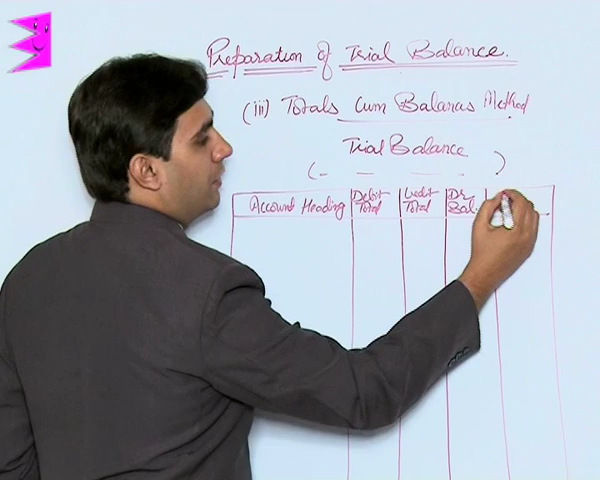 Preparation of Trial Balance.
(iii) Totals Cum Balances Method
Trial Balance
( - - - - )
Account Heading Debit Total Credit Total Dr. Bal.